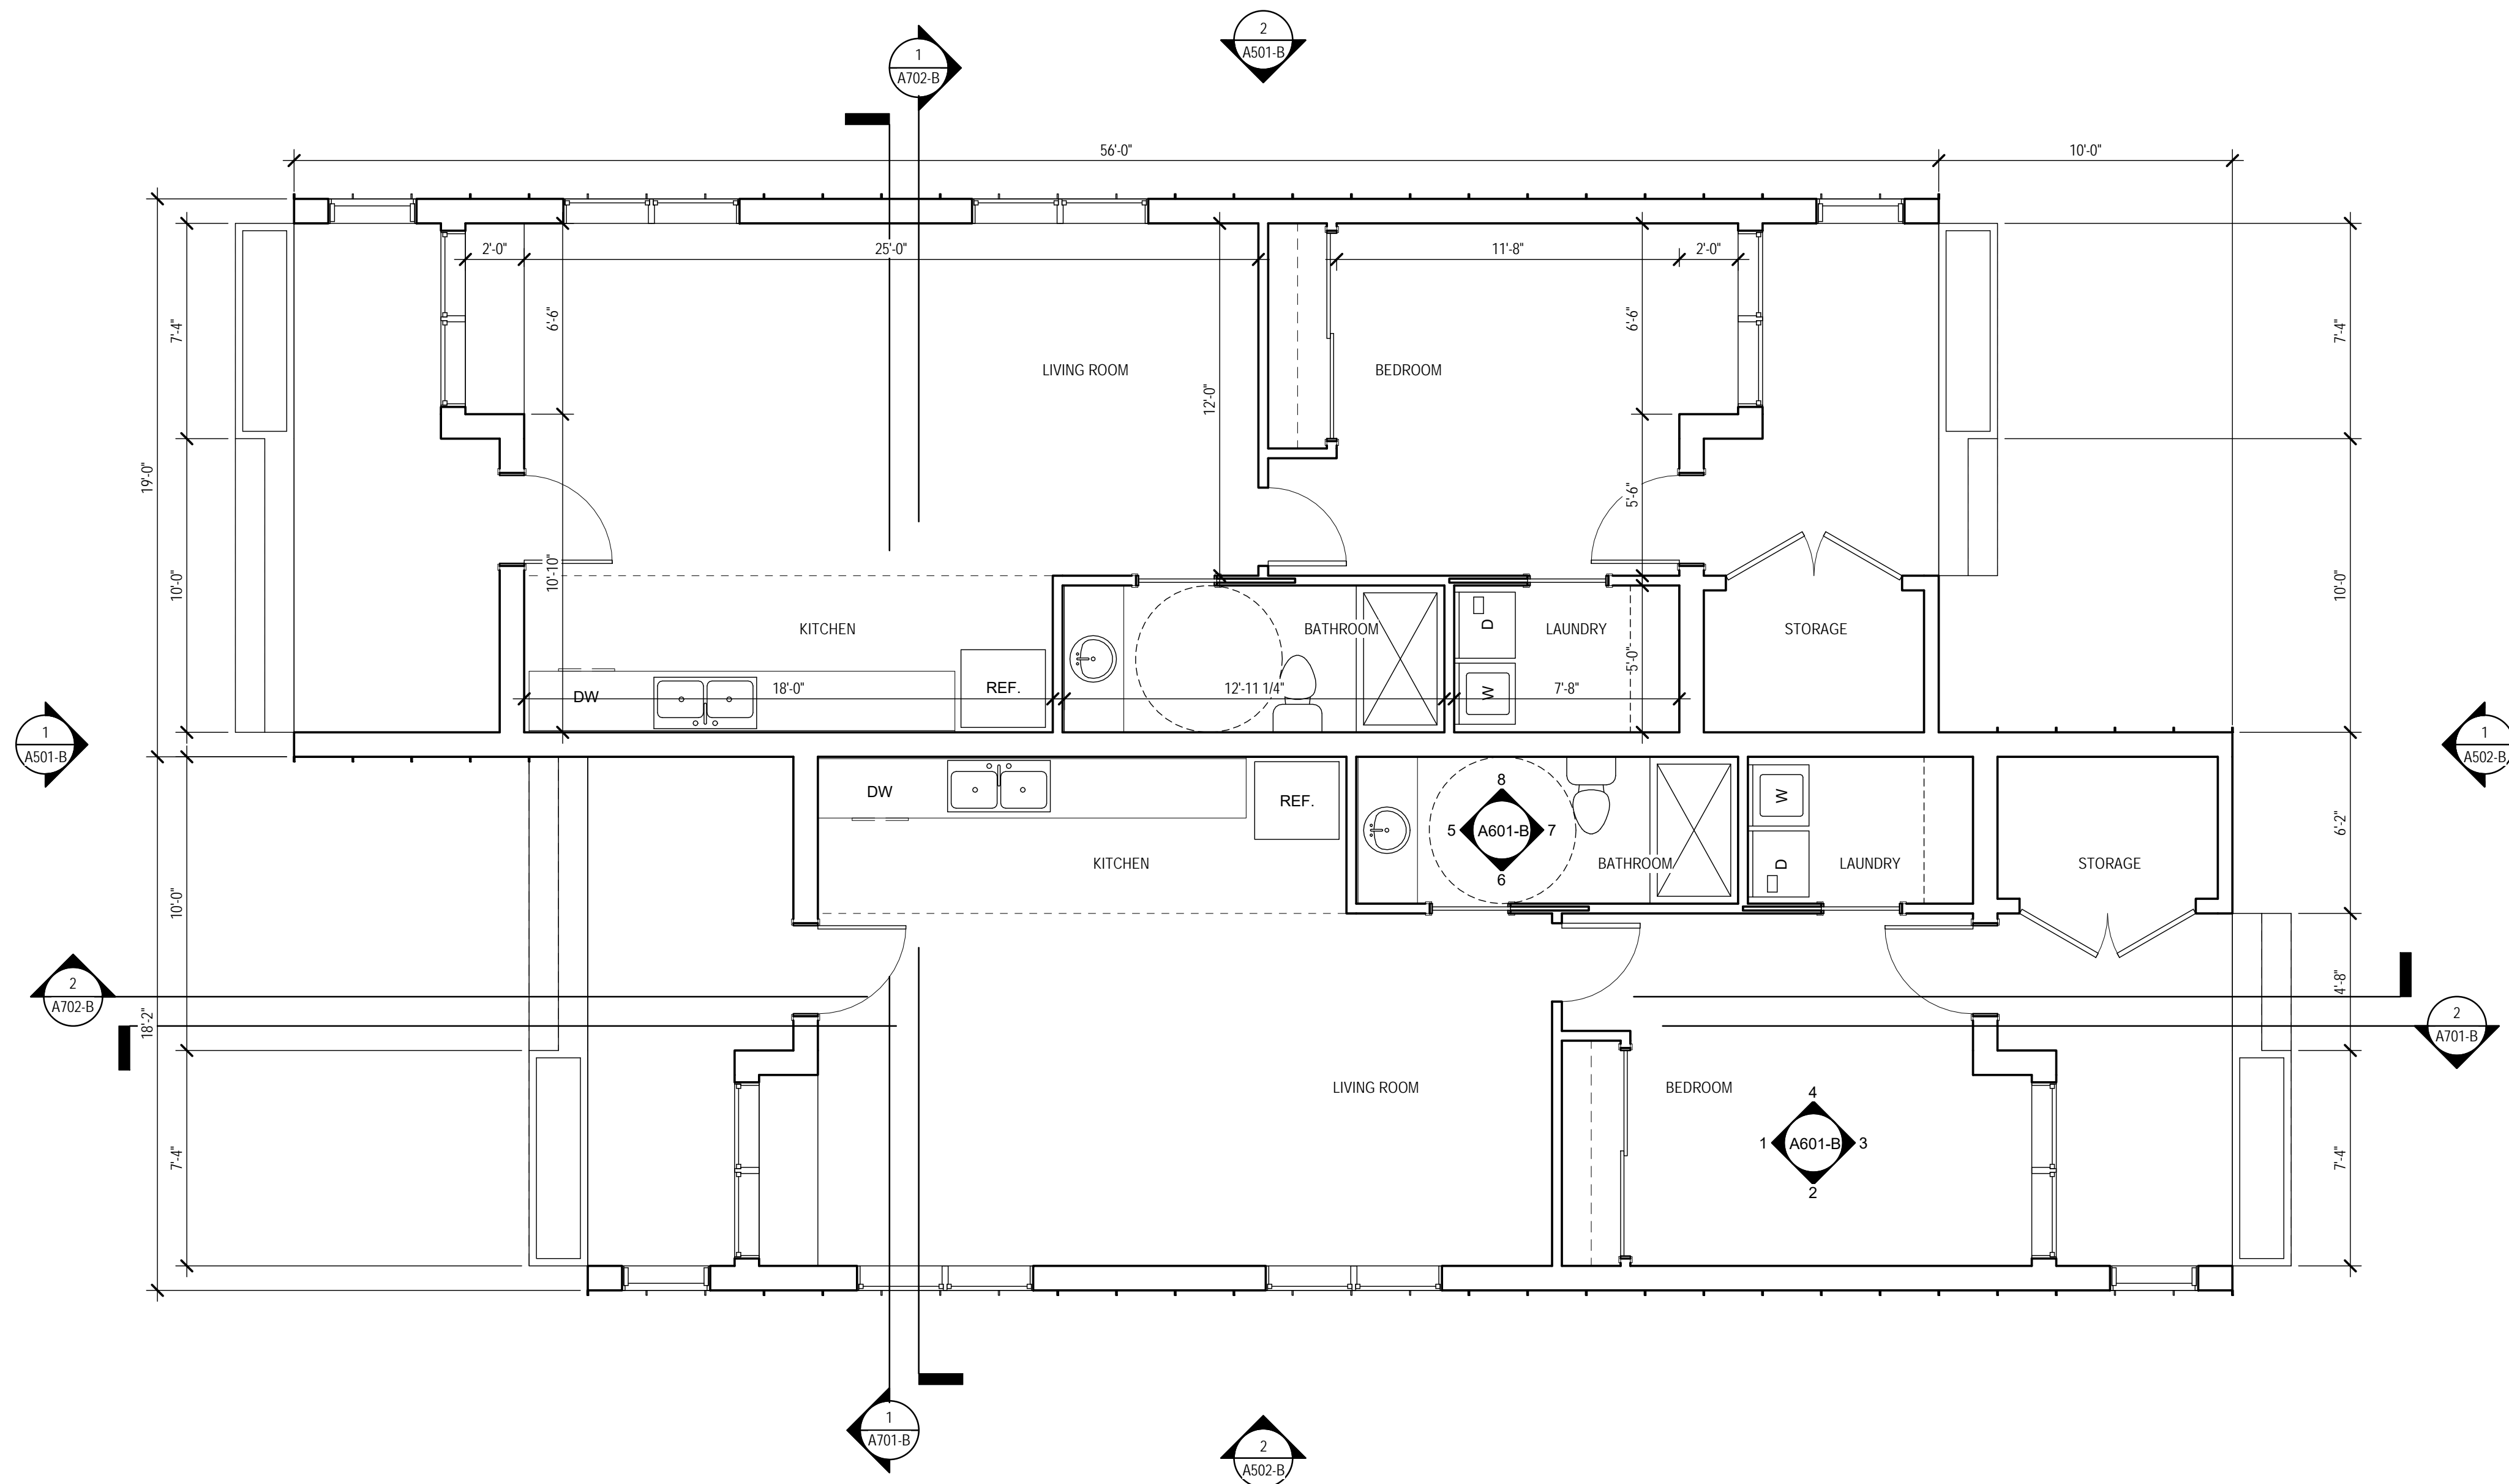 2
A501-B
1
A702-B
56'-0"
10'-0"
2'-0"
25'-0"
11'-8"
2'-0"
7'-4"
6'-6"
6'-6"
7'-4"
LIVING ROOM
BEDROOM
12'-0"
19'-0"
5'-6"
10'-0"
10'-10"
10'-0"
KITCHEN
BATHROOM
D
LAUNDRY
STORAGE
5'-0"
DW
18'-0"
REF.
12'-11 1/4"
W
7'-8"
1
A501-B
1
A502-B
DW
REF.
8
W
5
A601-B
7
6
6'-2"
KITCHEN
BATHROOM
D
LAUNDRY
STORAGE
10'-0"
2
A702-B
4'-8"
18'-2"
2
A701-B
LIVING ROOM
BEDROOM
4
1
A601-B
3
2
7'-4"
7'-4"
1
A701-B
2
A502-B